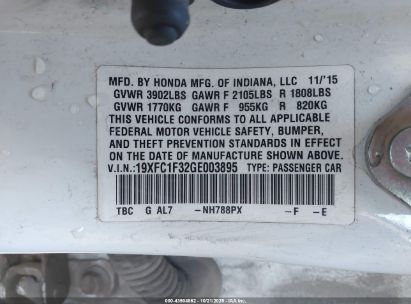 MFD. BY HONDA MFG. OF INDIANA, LLC 11/'15
GVWR 3902LBS GAWR F 2105LBS R 1808LBS
GVWR 1770KG GAWR F 955KG R 820KG
THIS VEHICLE CONFORMS TO ALL APPLICABLE
FEDERAL MOTOR VEHICLE SAFETY, BUMPER,
AND THEFT PREVENTION STANDARDS IN EFFECT
ON THE DATE OF MANUFACTURE SHOWN ABOVE.
V.I.N.: 19XFC1F32GE003895 TYPE: PASSENGER CAR
TBC G AL7 -NH788PX -F -E